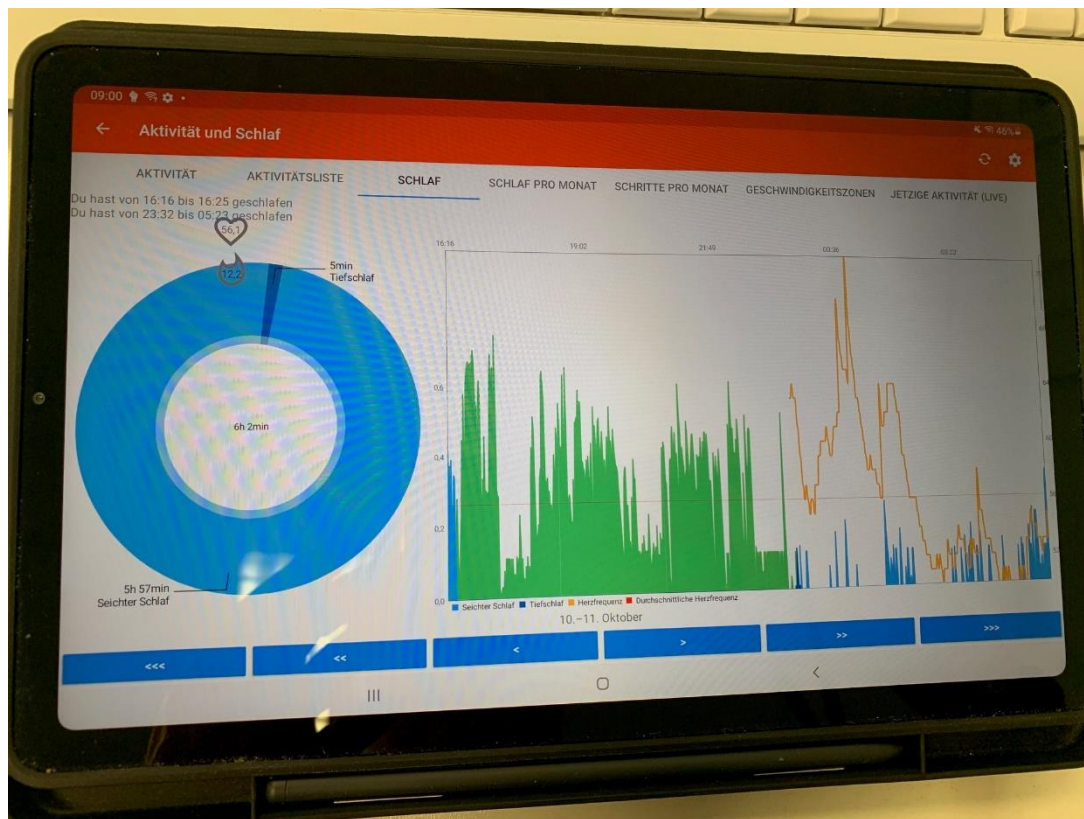 09:00
46%
Aktivität und Schlaf
AKTIVITÄT
AKTIVITÄTSLISTE
SCHLAF
SCHLAF PRO MONAT
SCHRITTE PRO MONAT
GESCHWINDIGKEITSZONEN
JETZIGE AKTIVITÄT (LIVE)
Du hast von 16:16 bis 16:25 geschlafen
Du hast von 23:32 bis 05:23 geschlafen
56,1
12,2
5min
Tiefschlaf
6h 2min
5h 57min
Seichter Schlaf
16:16
19:02
21:49
00:36
0,6
0,4
0,2
0,0
Seichter Schlaf
Tiefschlaf
Herzfrequenz
Durchschnittliche Herzfrequenz
10.–11. Oktober
<<<
<<
<
>
>>
>>>